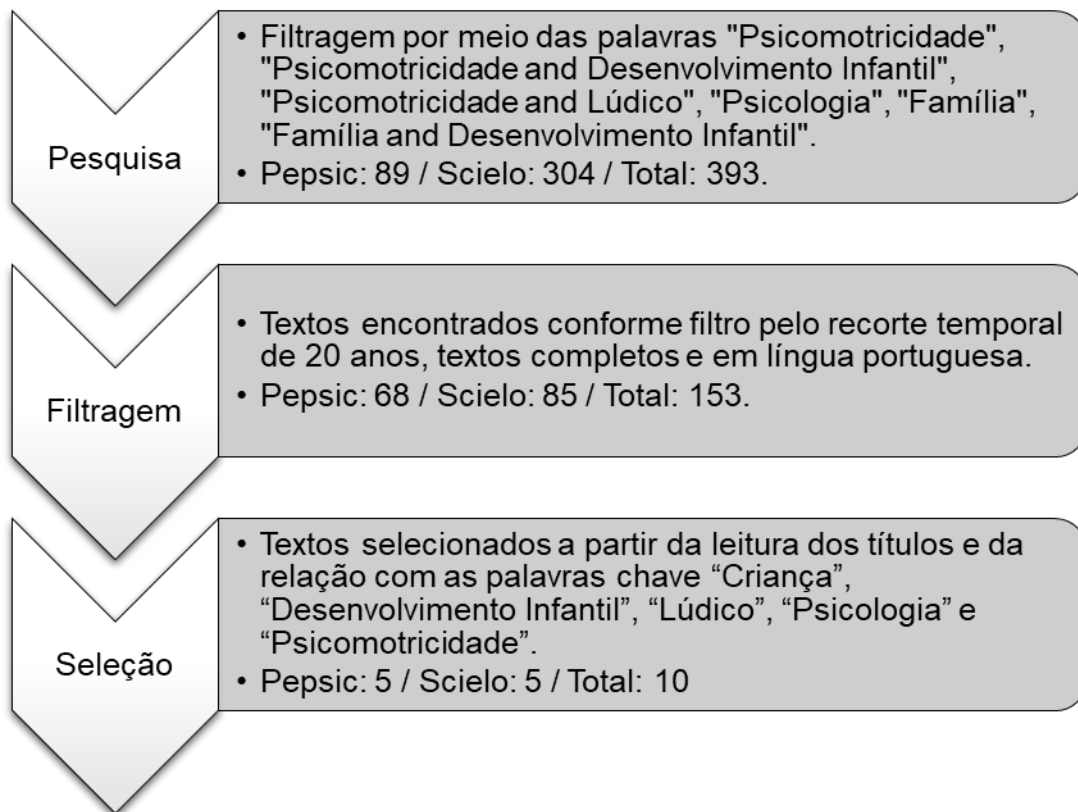 Pesquisa
• Filtragem por meio das palavras "Psicomotricidade",
"Psicomotricidade and Desenvolvimento Infantil",
"Psicomotricidade and Lúdico", "Psicologia", "Família",
"Família and Desenvolvimento Infantil".
• Pepsic: 89 / Scielo: 304 / Total: 393.
Filtragem
• Textos encontrados conforme filtro pelo recorte temporal
de 20 anos, textos completos e em língua portuguesa.
• Pepsic: 68 / Scielo: 85 / Total: 153.
Seleção
• Textos selecionados a partir da leitura dos títulos e da
relação com as palavras chave “Criança”,
“Desenvolvimento Infantil”, “Lúdico”, “Psicologia” e
“Psicomotricidade”.
• Pepsic: 5 / Scielo: 5 / Total: 10